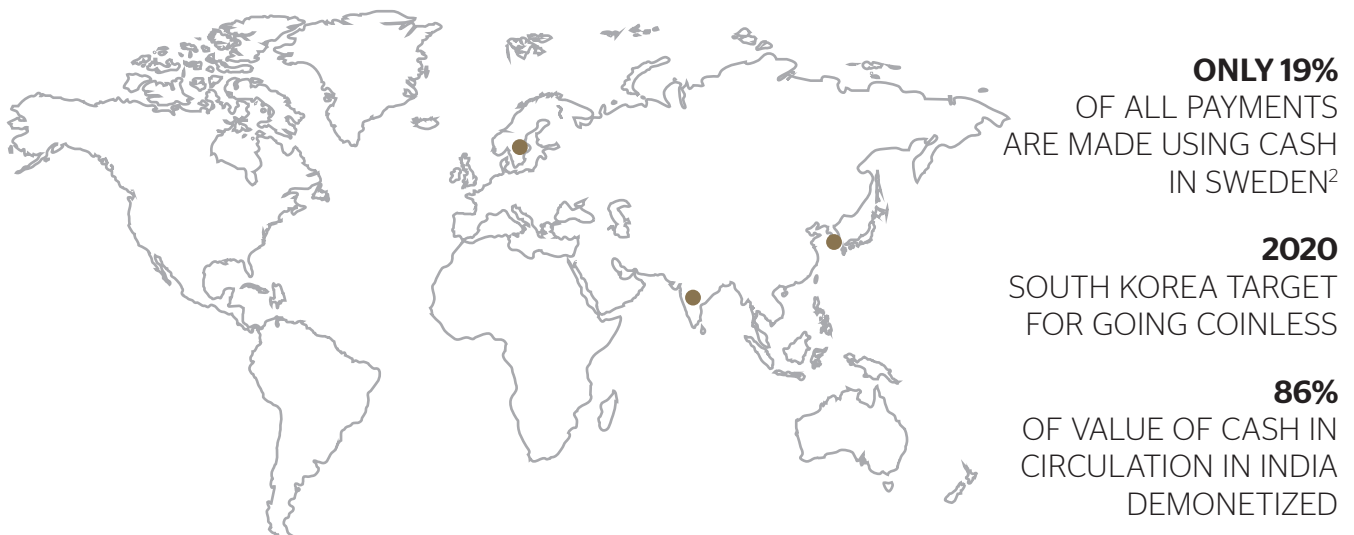 ONLY 19%
OF ALL PAYMENTS
ARE MADE USING CASH
IN SWEDEN²
2020
SOUTH KOREA TARGET
FOR GOING COINLESS
86%
OF VALUE OF CASH IN
CIRCULATION IN INDIA
DEMONETIZED